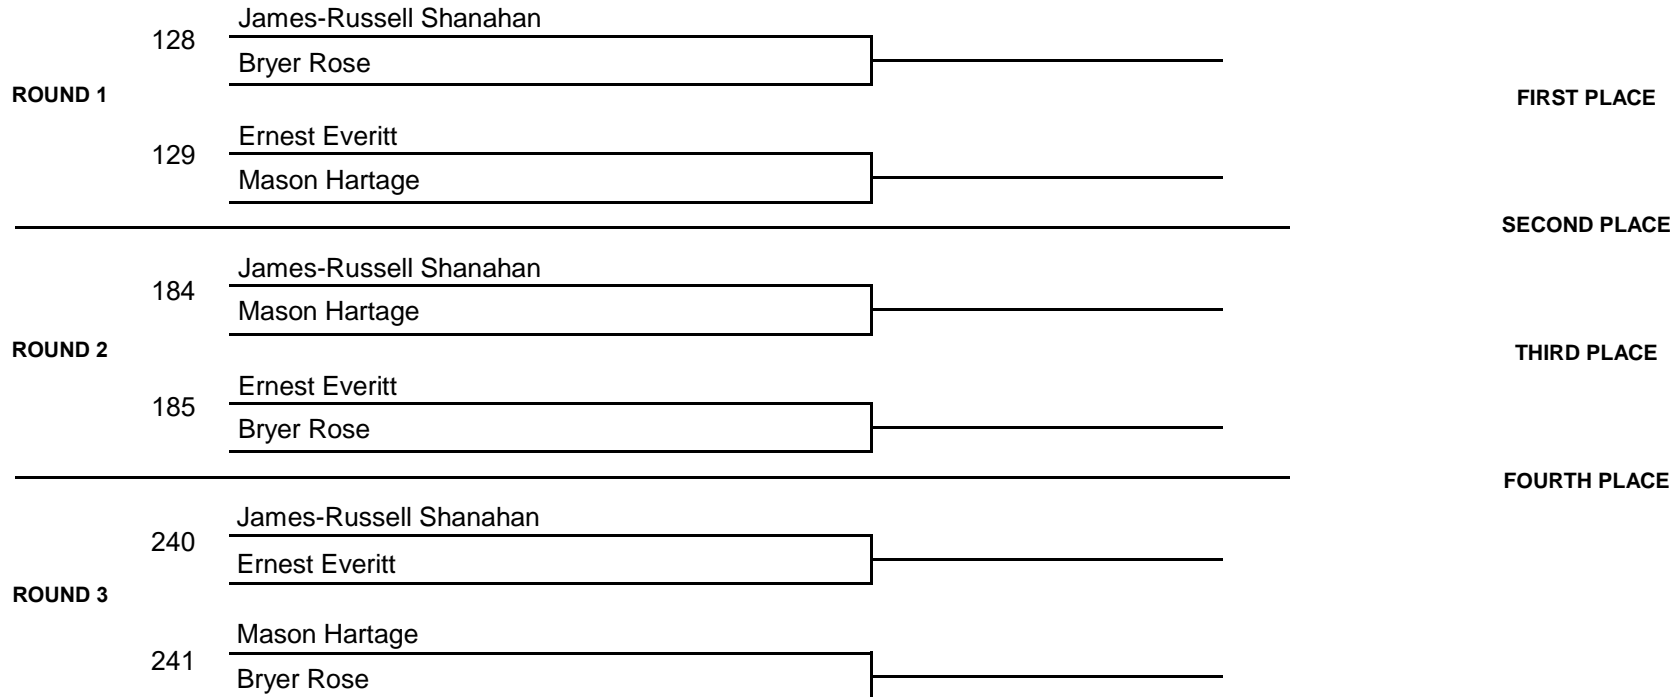 James-Russell Shanahan
128
Bryer Rose
ROUND 1
FIRST PLACE
Ernest Everitt
129
Mason Hartage
SECOND PLACE
James-Russell Shanahan
184
Mason Hartage
ROUND 2
THIRD PLACE
Ernest Everitt
185
Bryer Rose
FOURTH PLACE
James-Russell Shanahan
240
Ernest Everitt
ROUND 3
Mason Hartage
241
Bryer Rose